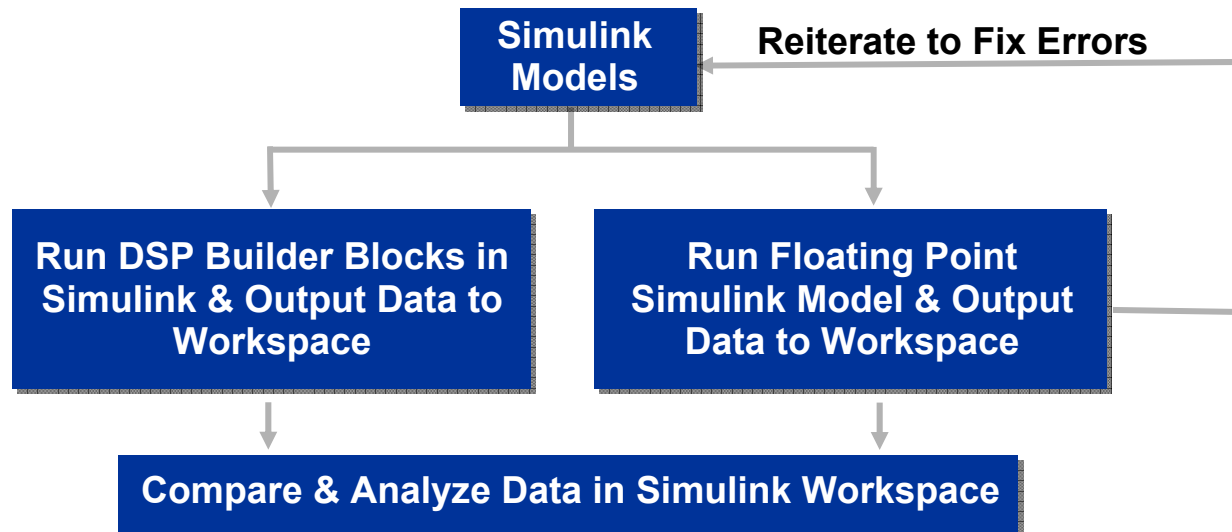 Simulink
Models
Reiterate to Fix Errors
Run DSP Builder Blocks in
Simulink & Output Data to
Workspace
Run Floating Point
Simulink Model & Output
Data to Workspace
Compare & Analyze Data in Simulink Workspace